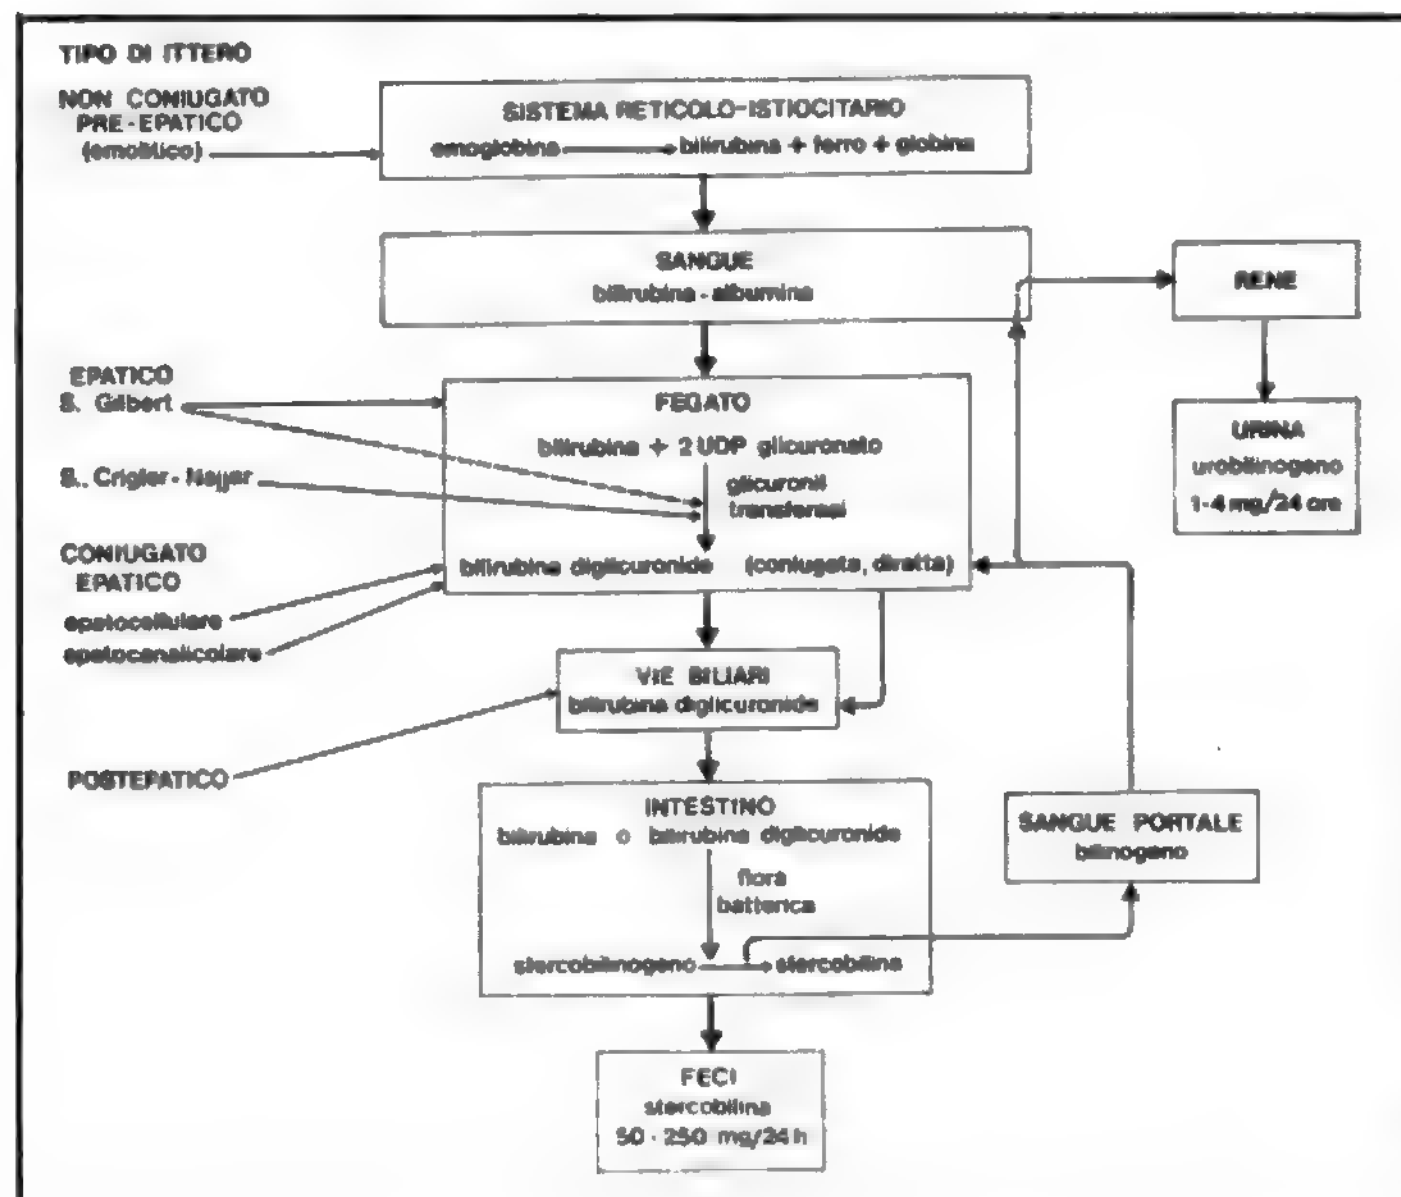 TIPO DI ITTERO
NON CONIUGATO
PRE-EPATICO
(emolitico)
SISTEMA RETICOLO-ISTIOCITARIO
emoglobina bilirubina + ferro + globina
SANGUE
bilirubina - albumina
RENE
EPATICO
S. Gilbert
FEGATO
bilirubina + 2 UDP glicuronato
URINA
urobilinogeno
1-4 mg/24 ore
S. Crigler - Najjar
glicuronil
transferasi
CONIUGATO
EPATICO
bilirubina diglicuronide (coniugata, diretta)
epatocellulare
epatocanalicolare
VIE BILIARI
bilirubina diglicuronide
POSTEPATICO
INTESTINO
bilirubina o bilirubina diglicuronide
SANGUE PORTALE
bilinogeno
flora
batterica
stercobilinogeno stercobilina
FECI
stercobilina
50 - 250 mg/24 h